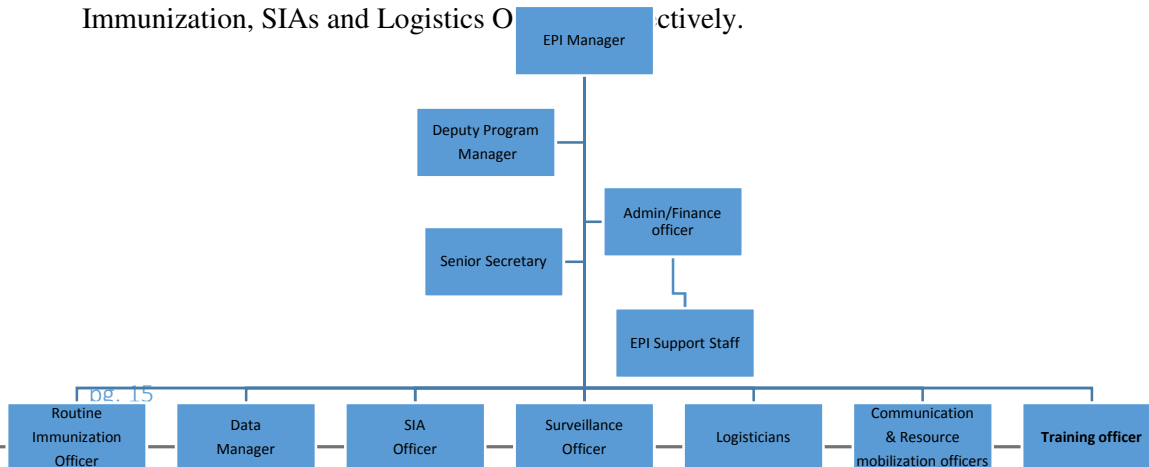 Immunization, SIAs and Logistics O ctively.
EPI Manager
Deputy Program
Manager
Admin/Finance
officer
Senior Secretary
EPI Support Staff
pg. 15
Routine
Immunization
Officer
Data
Manager
SIA
Officer
Surveillance
Officer
Logisticians
Communication
& Resource
mobilization officers
Training officer